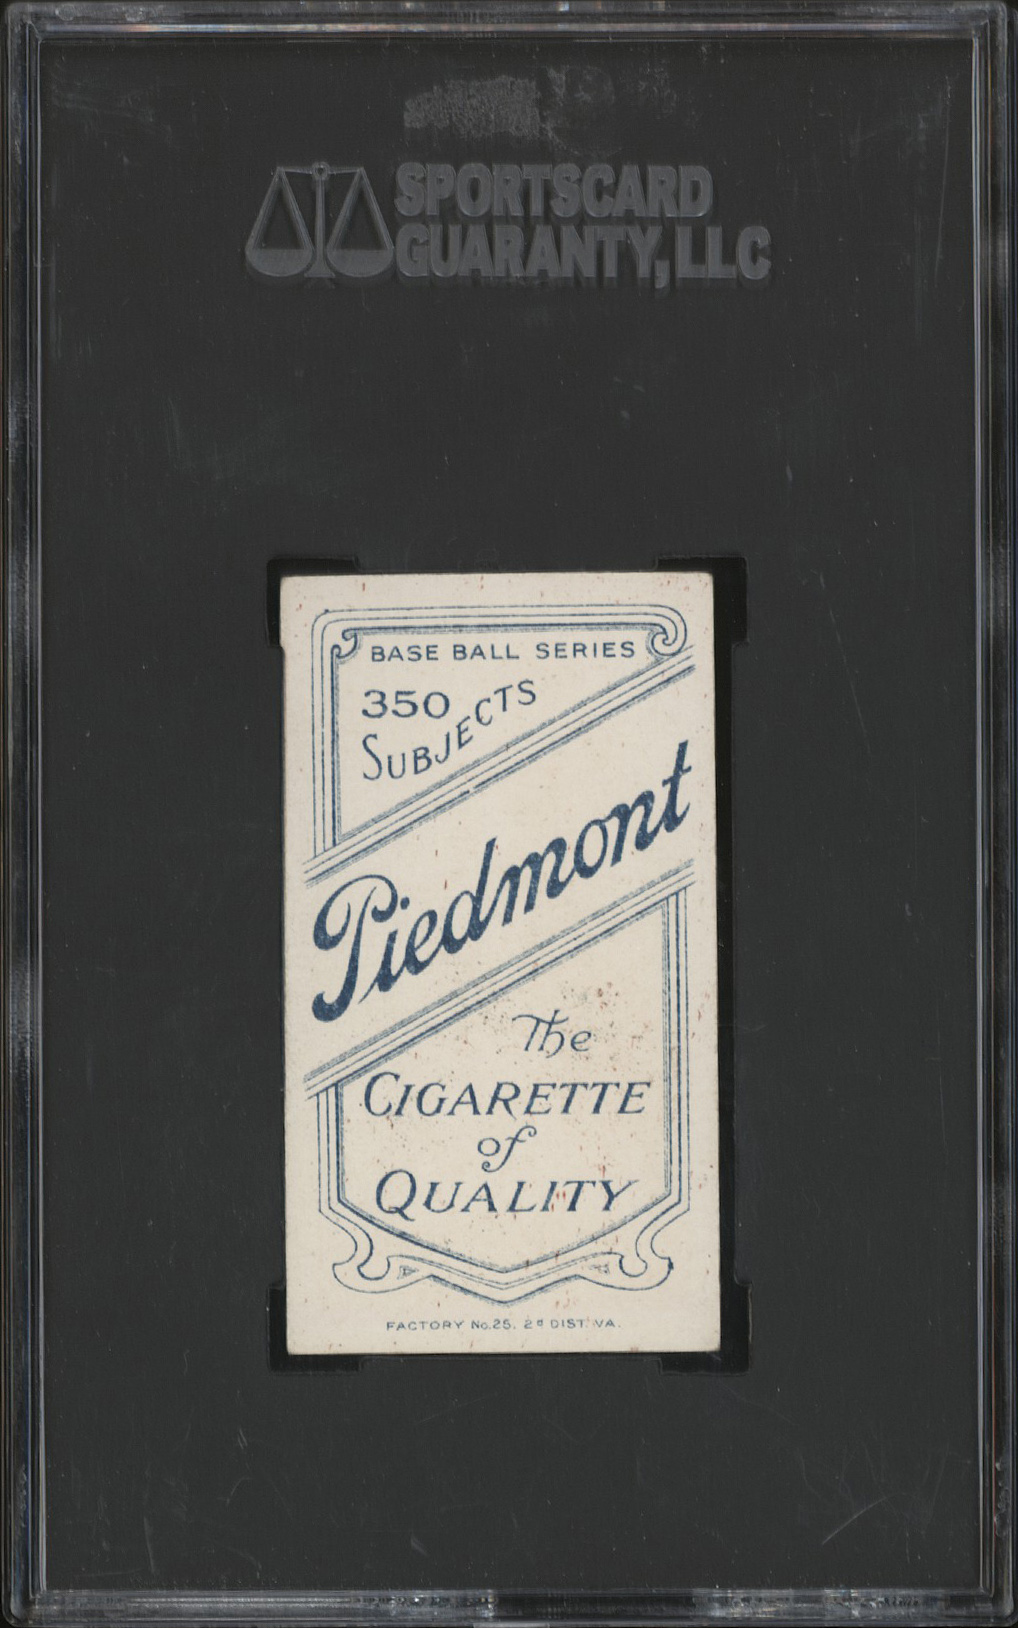 SPORTSCARD
GUARANTY, LLC
BASE BALL SERIES
350
SUBJECTS
Piedmont
The
CIGARETTE
of
QUALITY
FACTORY No. 25. 2d DIST. VA.